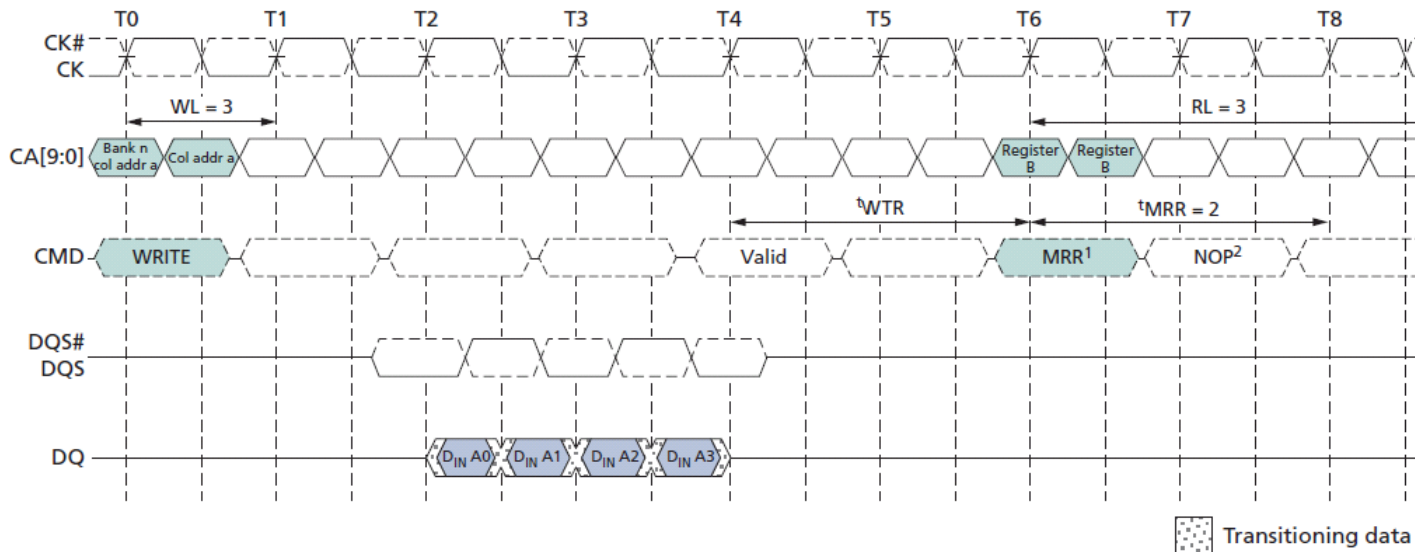 T0 T1 T2 T3 T4 T5 T6 T7 T8
CK#
CK
WL = 3 RL = 3
CA[9:0]
Bank n
col addr a
Col addr a
Register
B
Register
B
tWTR tMRR = 2
CMD WRITE Valid MRR1 NOP2
DQS#
DQS
DQ DIN A0 DIN A1 DIN A2 DIN A3
Transitioning data